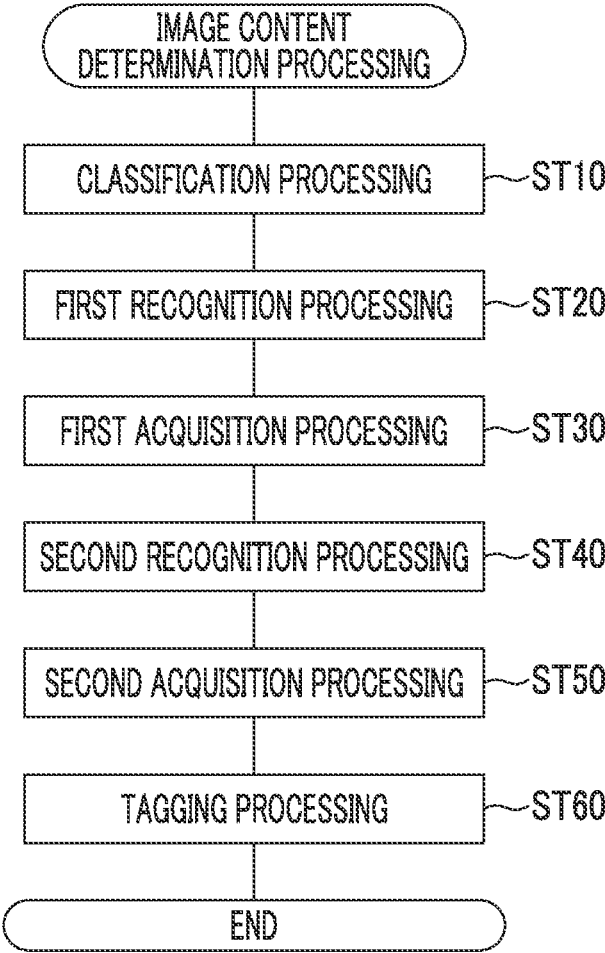 IMAGE CONTENT
DETERMINATION PROCESSING
CLASSIFICATION PROCESSING
ST10
FIRST RECOGNITION PROCESSING
ST20
FIRST ACQUISITION PROCESSING
ST30
SECOND RECOGNITION PROCESSING
ST40
SECOND ACQUISITION PROCESSING
ST50
TAGGING PROCESSING
ST60
END